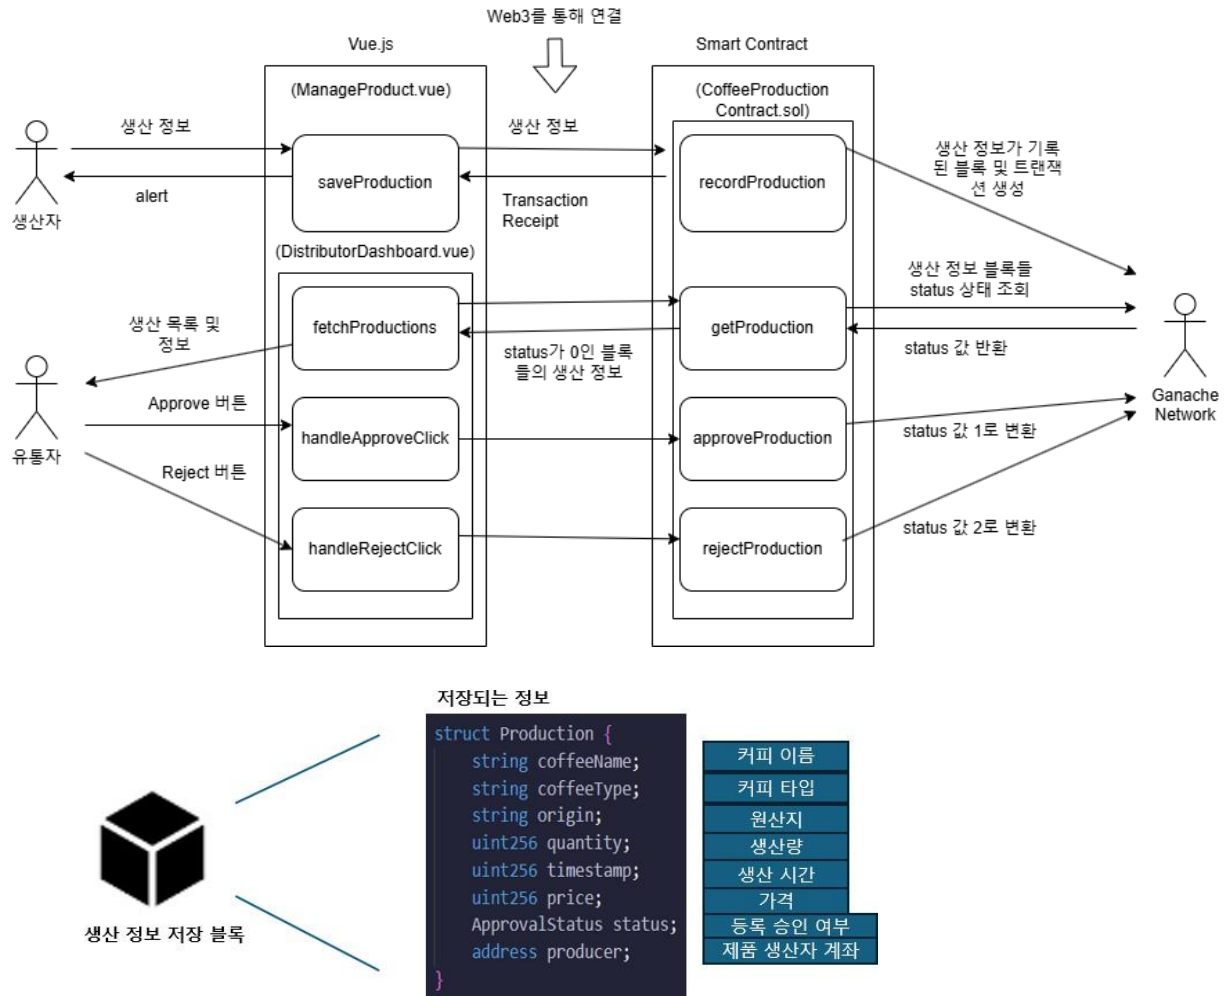 Web3를 통해 연결
Vue.js
Smart Contract
(ManageProduct.vue)
(CoffeeProduction
Contract.sol)
생산 정보
생산 정보
saveProduction
recordProduction
생산 정보가 기록
된 블록 및 트랜잭
션 생성
alert
Transaction
Receipt
생산자
(DistributorDashboard.vue)
생산 정보 블록들
status 상태 조회
생산 목록 및
정보
fetchProductions
getProduction
status가 0인 블록
들의 생산 정보
status 값 반환
Ganache
Network
Approve 버튼
handleApproveClick
approveProduction
status 값 1로 변환
유통자
Reject 버튼
handleRejectClick
rejectProduction
status 값 2로 변환
저장되는 정보
struct Production {
string coffeeName;
string coffeeType;
string origin;
uint256 quantity;
uint256 timestamp;
uint256 price;
ApprovalStatus status;
address producer;
}
커피 이름
커피 타입
원산지
생산량
생산 시간
가격
등록 승인 여부
제품 생산자 계좌
생산 정보 저장 블록